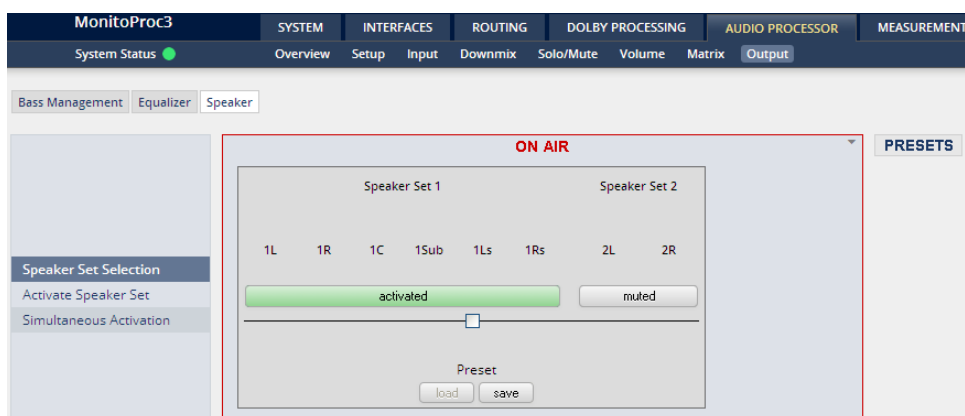 MonitoProc3
SYSTEM INTERFACES ROUTING DOLBY PROCESSING AUDIO PROCESSOR MEASUREMENT
System Status Overview Setup Input Downmix Solo/Mute Volume Matrix Output
Bass Management Equalizer Speaker
ON AIR
PRESETS
Speaker Set 1 Speaker Set 2
1L 1R 1C 1Sub 1Ls 1Rs 2L 2R
Speaker Set Selection
Activate Speaker Set
Simultaneous Activation
activated muted
Preset
load save